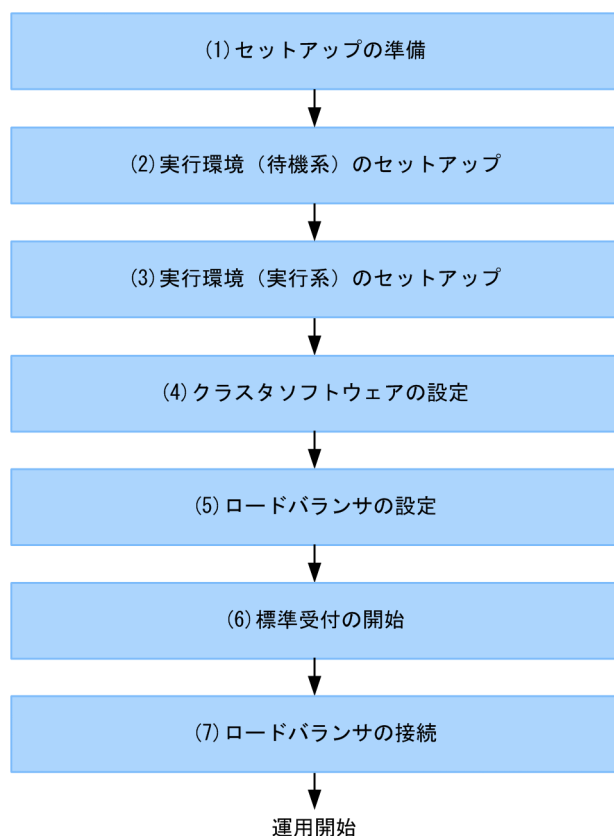 (1)セットアップの準備
(2)実行環境（待機系）のセットアップ
(3)実行環境（実行系）のセットアップ
(4)クラスタソフトウェアの設定
(5)ロードバランサの設定
(6)標準受付の開始
(7)ロードバランサの接続
運用開始